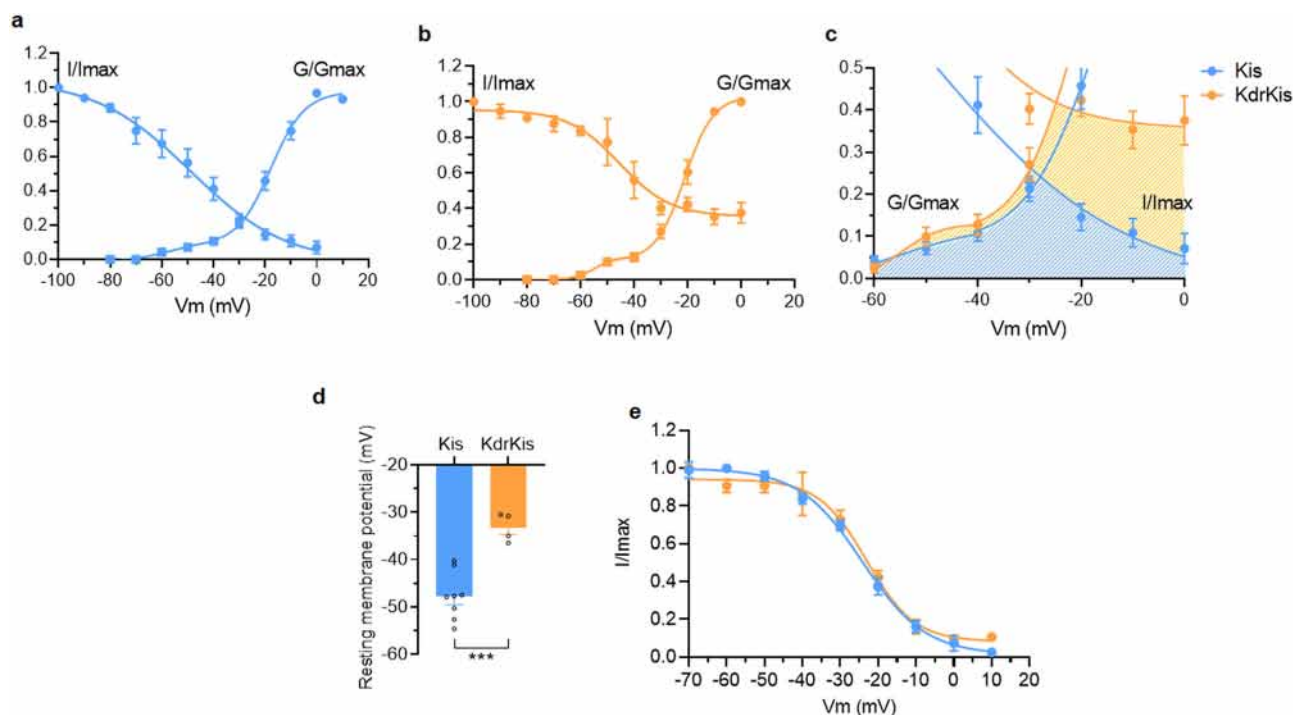 a
I/Imax
G/Gmax
1.2
1.0
0.8
0.6
0.4
0.2
0.0
-100 -80 -60 -40 -20 0 20
Vm (mV)
b
I/Imax
G/Gmax
1.2
1.0
0.8
0.6
0.4
0.2
0.0
-100 -80 -60 -40 -20 0 20
Vm (mV)
c
Kis
KdrKis
0.5
0.4
0.3
0.2
0.1
0.0
G/Gmax
I/Imax
-60 -40 -20 0
Vm (mV)
d
Kis KdrKis
Resting membrane potential (mV)
-20
-30
-40
-50
-60
***
e
I/Imax
1.2
1.0
0.8
0.6
0.4
0.2
0.0
-70 -60 -50 -40 -30 -20 -10 0 10 20
Vm (mV)